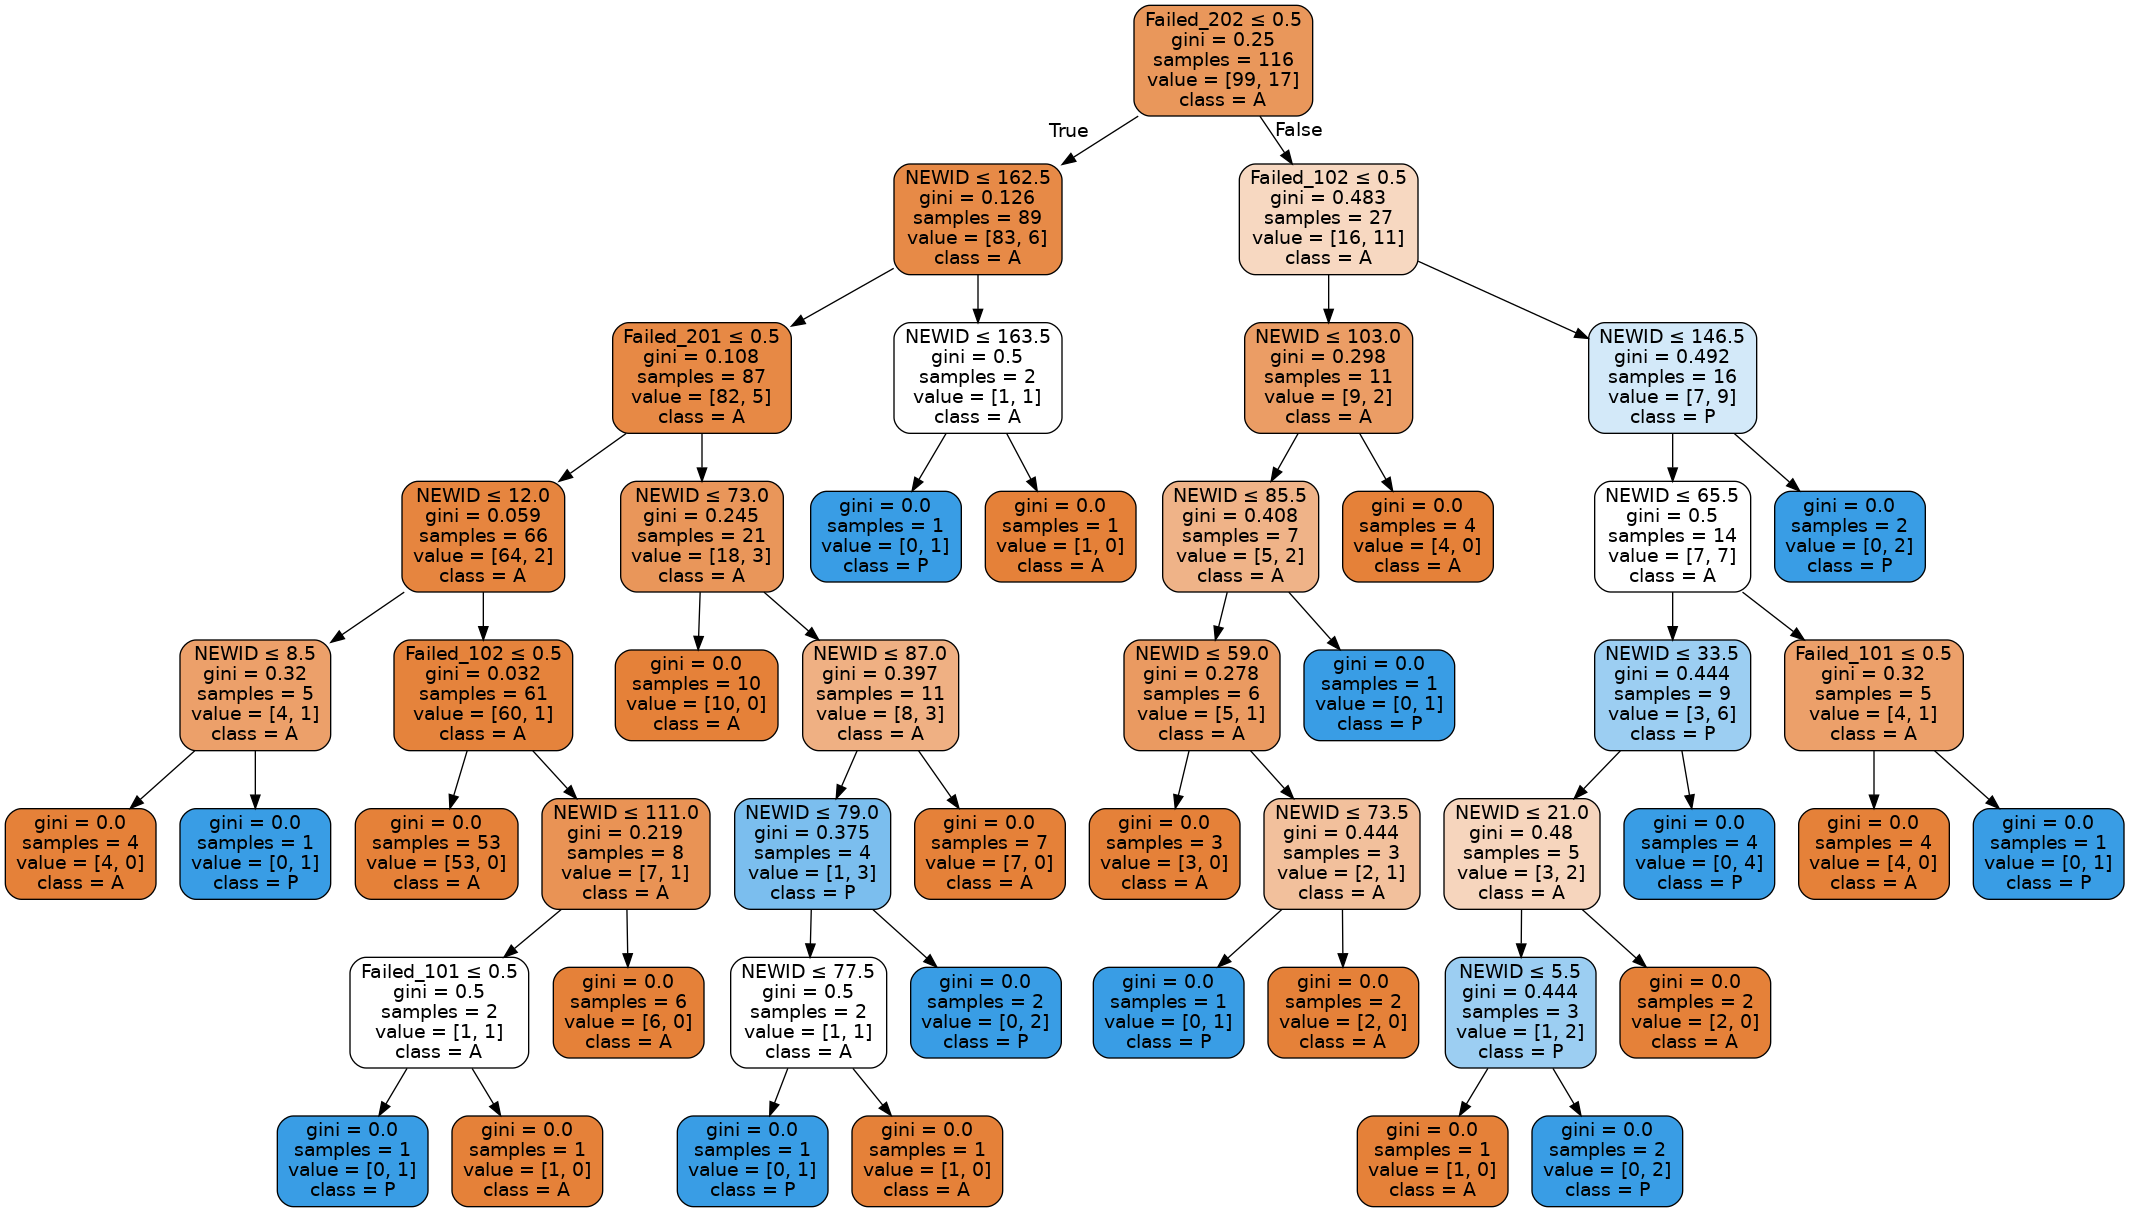 Failed_202 ≤ 0.5
gini = 0.25
samples = 116
value = [99, 17]
class = A
True
False
NEWID ≤ 162.5
gini = 0.126
samples = 89
value = [83, 6]
class = A
Failed_102 ≤ 0.5
gini = 0.483
samples = 27
value = [16, 11]
class = A
Failed_201 ≤ 0.5
gini = 0.108
samples = 87
value = [82, 5]
class = A
NEWID ≤ 163.5
gini = 0.5
samples = 2
value = [1, 1]
class = A
NEWID ≤ 103.0
gini = 0.298
samples = 11
value = [9, 2]
class = A
NEWID ≤ 146.5
gini = 0.492
samples = 16
value = [7, 9]
class = P
NEWID ≤ 12.0
gini = 0.059
samples = 66
value = [64, 2]
class = A
NEWID ≤ 73.0
gini = 0.245
samples = 21
value = [18, 3]
class = A
gini = 0.0
samples = 1
value = [0, 1]
class = P
gini = 0.0
samples = 1
value = [1, 0]
class = A
NEWID ≤ 85.5
gini = 0.408
samples = 7
value = [5, 2]
class = A
gini = 0.0
samples = 4
value = [4, 0]
class = A
NEWID ≤ 65.5
gini = 0.5
samples = 14
value = [7, 7]
class = A
gini = 0.0
samples = 2
value = [0, 2]
class = P
NEWID ≤ 8.5
gini = 0.32
samples = 5
value = [4, 1]
class = A
Failed_102 ≤ 0.5
gini = 0.032
samples = 61
value = [60, 1]
class = A
gini = 0.0
samples = 10
value = [10, 0]
class = A
NEWID ≤ 87.0
gini = 0.397
samples = 11
value = [8, 3]
class = A
NEWID ≤ 59.0
gini = 0.278
samples = 6
value = [5, 1]
class = A
gini = 0.0
samples = 1
value = [0, 1]
class = P
NEWID ≤ 33.5
gini = 0.444
samples = 9
value = [3, 6]
class = P
Failed_101 ≤ 0.5
gini = 0.32
samples = 5
value = [4, 1]
class = A
gini = 0.0
samples = 4
value = [4, 0]
class = A
gini = 0.0
samples = 1
value = [0, 1]
class = P
gini = 0.0
samples = 53
value = [53, 0]
class = A
NEWID ≤ 111.0
gini = 0.219
samples = 8
value = [7, 1]
class = A
NEWID ≤ 79.0
gini = 0.375
samples = 4
value = [1, 3]
class = P
gini = 0.0
samples = 7
value = [7, 0]
class = A
gini = 0.0
samples = 3
value = [3, 0]
class = A
NEWID ≤ 73.5
gini = 0.444
samples = 3
value = [2, 1]
class = A
NEWID ≤ 21.0
gini = 0.48
samples = 5
value = [3, 2]
class = A
gini = 0.0
samples = 4
value = [0, 4]
class = P
gini = 0.0
samples = 4
value = [4, 0]
class = A
gini = 0.0
samples = 1
value = [0, 1]
class = P
Failed_101 ≤ 0.5
gini = 0.5
samples = 2
value = [1, 1]
class = A
gini = 0.0
samples = 6
value = [6, 0]
class = A
NEWID ≤ 77.5
gini = 0.5
samples = 2
value = [1, 1]
class = A
gini = 0.0
samples = 2
value = [0, 2]
class = P
gini = 0.0
samples = 1
value = [0, 1]
class = P
gini = 0.0
samples = 2
value = [2, 0]
class = A
NEWID ≤ 5.5
gini = 0.444
samples = 3
value = [1, 2]
class = P
gini = 0.0
samples = 2
value = [2, 0]
class = A
gini = 0.0
samples = 1
value = [0, 1]
class = P
gini = 0.0
samples = 1
value = [1, 0]
class = A
gini = 0.0
samples = 1
value = [0, 1]
class = P
gini = 0.0
samples = 1
value = [1, 0]
class = A
gini = 0.0
samples = 1
value = [1, 0]
class = A
gini = 0.0
samples = 2
value = [0, 2]
class = P